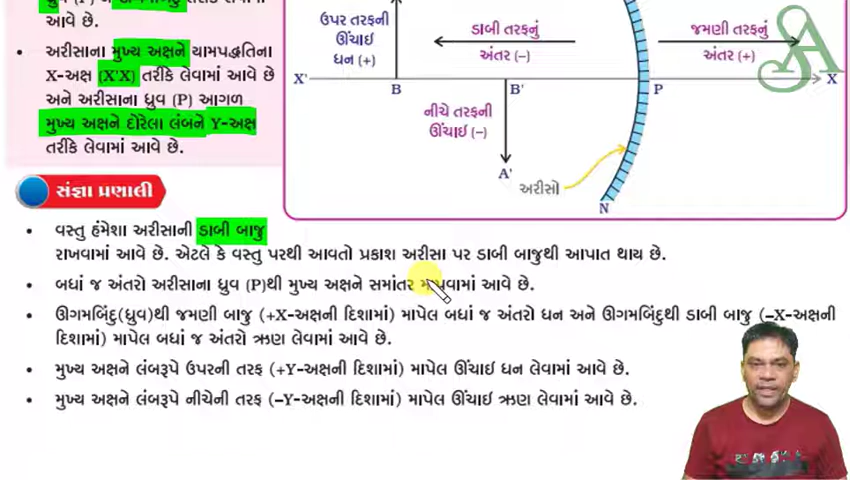 આવે છે.
અરીસાના મુખ્ય અક્ષને યામપદ્ધતિના
X-અક્ષ (X'X) તરીકે લેવામાં આવે છે
અને અરીસાના ધ્રુવ (P) આગળ
મુખ્ય અક્ષને દોરેલા લંબને Y-અક્ષ
તરીકે લેવામાં આવે છે.
ઉપર તરફની
ઊંચાઈ
ધન (+)
ડાબી તરફનું
અંતર (–)
જમણી તરફનું
અંતર (+)
X'
B
B'
P
X
નીચે તરફની
ઊંચાઈ (–)
A'
અરીસો
N
સંજ્ઞા પ્રણાલી
વસ્તુ હંમેશા અરીસાની ડાબી બાજુ
રાખવામાં આવે છે. એટલે કે વસ્તુ પરથી આવતો પ્રકાશ અરીસા પર ડાબી બાજુથી આપાત થાય છે.
બધાં જ અંતરો અરીસાના ધ્રુવ (P)થી મુખ્ય અક્ષને સમાંતર માપવામાં આવે છે.
ઊગમબિંદુ(ધ્રુવ)થી જમણી બાજુ (+X-અક્ષની દિશામાં) માપેલ બધાં જ અંતરો ધન અને ઊગમબિંદુથી ડાબી બાજુ (–X-અક્ષની
દિશામાં) માપેલ બધાં જ અંતરો ઋણ લેવામાં આવે છે.
મુખ્ય અક્ષને લંબરૂપે ઉપરની તરફ (+Y-અક્ષની દિશામાં) માપેલ ઊંચાઈ ધન લેવામાં આવે છે.
મુખ્ય અક્ષને લંબરૂપે નીચેની તરફ (–Y-અક્ષની દિશામાં) માપેલ ઊંચાઈ ઋણ લેવામાં આવે છે.